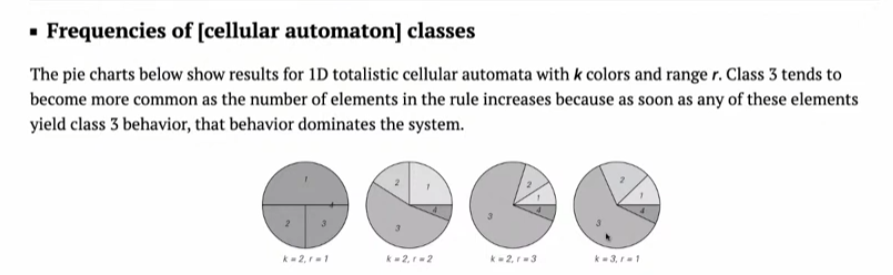 ▪ Frequencies of [cellular automaton] classes
The pie charts below show results for 1D totalistic cellular automata with k colors and range r. Class 3 tends to
become more common as the number of elements in the rule increases because as soon as any of these elements
yield class 3 behavior, that behavior dominates the system.
1 2 3 4
2 1 3 4
2 1 3 4
2 1 3 4
k = 2, r = 1 k = 2, r = 2 k = 2, r = 3 k = 3, r = 1